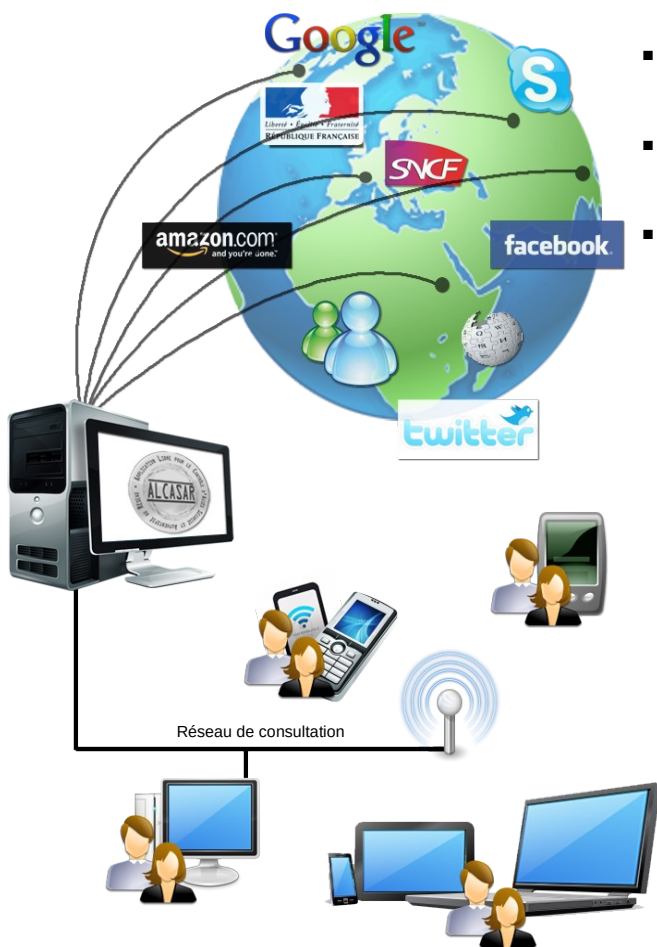 Google
Liberté • Égalité • Fraternité
RÉPUBLIQUE FRANÇAISE
S
SNCF
amazon.com
and you're done.
facebook
twitter
ALCASAR
Réseau de consultation